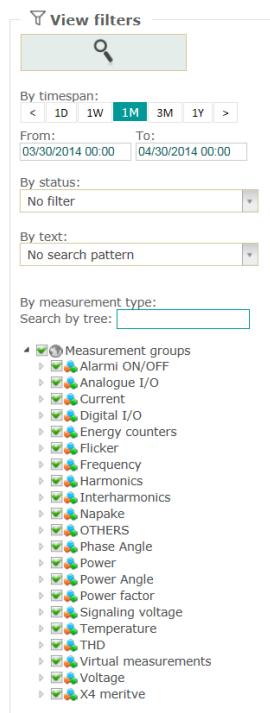 View filters
By timespan:
< 1D 1W 1M 3M 1Y >
From: To:
03/30/2014 00:00 04/30/2014 00:00
By status:
No filter
By text:
No search pattern
By measurement type:
Search by tree:
Measurement groups
Alarmi ON/OFF
Analogue I/O
Current
Digital I/O
Energy counters
Flicker
Frequency
Harmonics
Interharmonics
Napake
OTHERS
Phase Angle
Power
Power Angle
Power factor
Signaling voltage
Temperature
THD
Virtual measurements
Voltage
X4 meritve